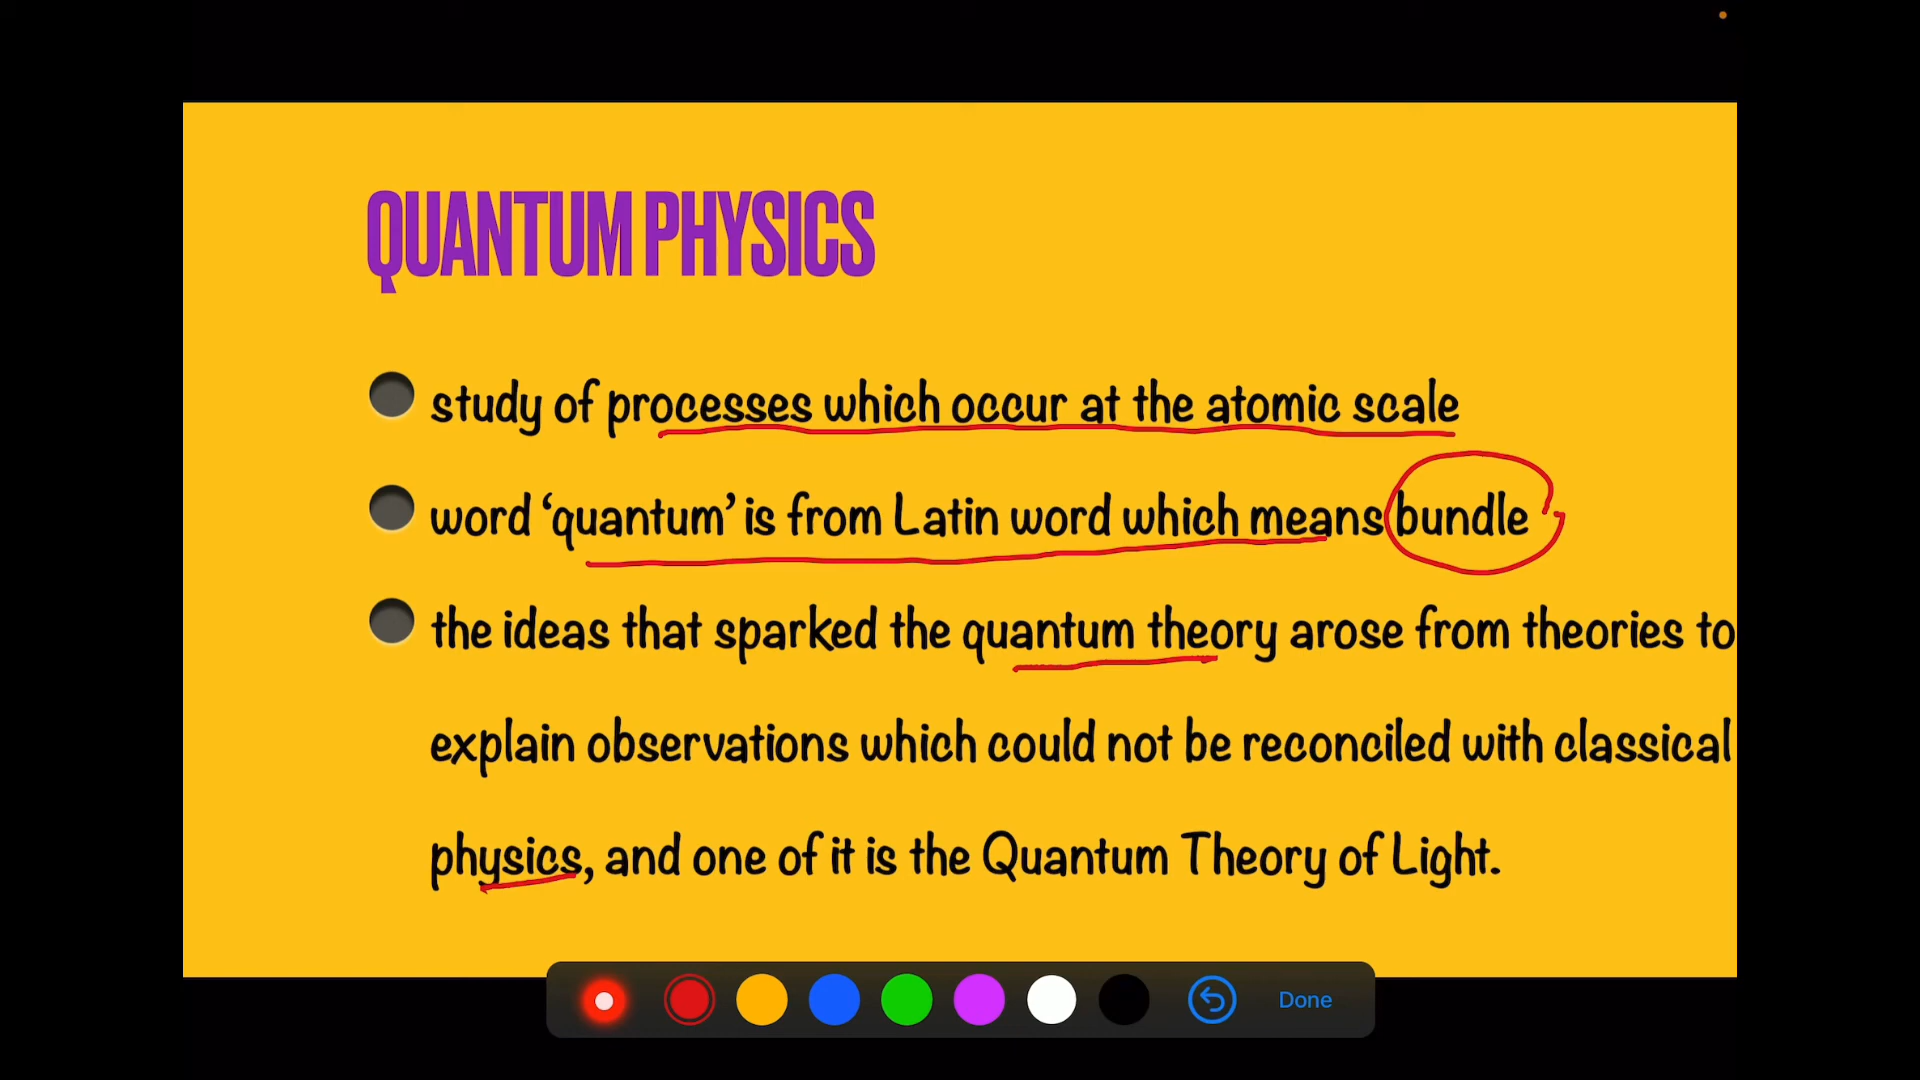 QUANTUM PHYSICS
study of processes which occur at the atomic scale
word ‘quantum’ is from Latin word which means bundle
the ideas that sparked the quantum theory arose from theories to
explain observations which could not be reconciled with classical
physics, and one of it is the Quantum Theory of Light.
Done